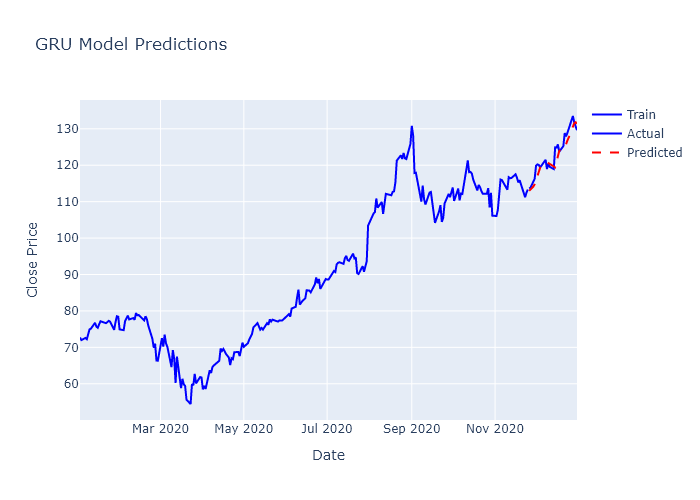 GRU Model Predictions
Train
Actual
Predicted
Close Price
130
120
110
100
90
80
70
60
Mar 2020
May 2020
Jul 2020
Sep 2020
Nov 2020
Date